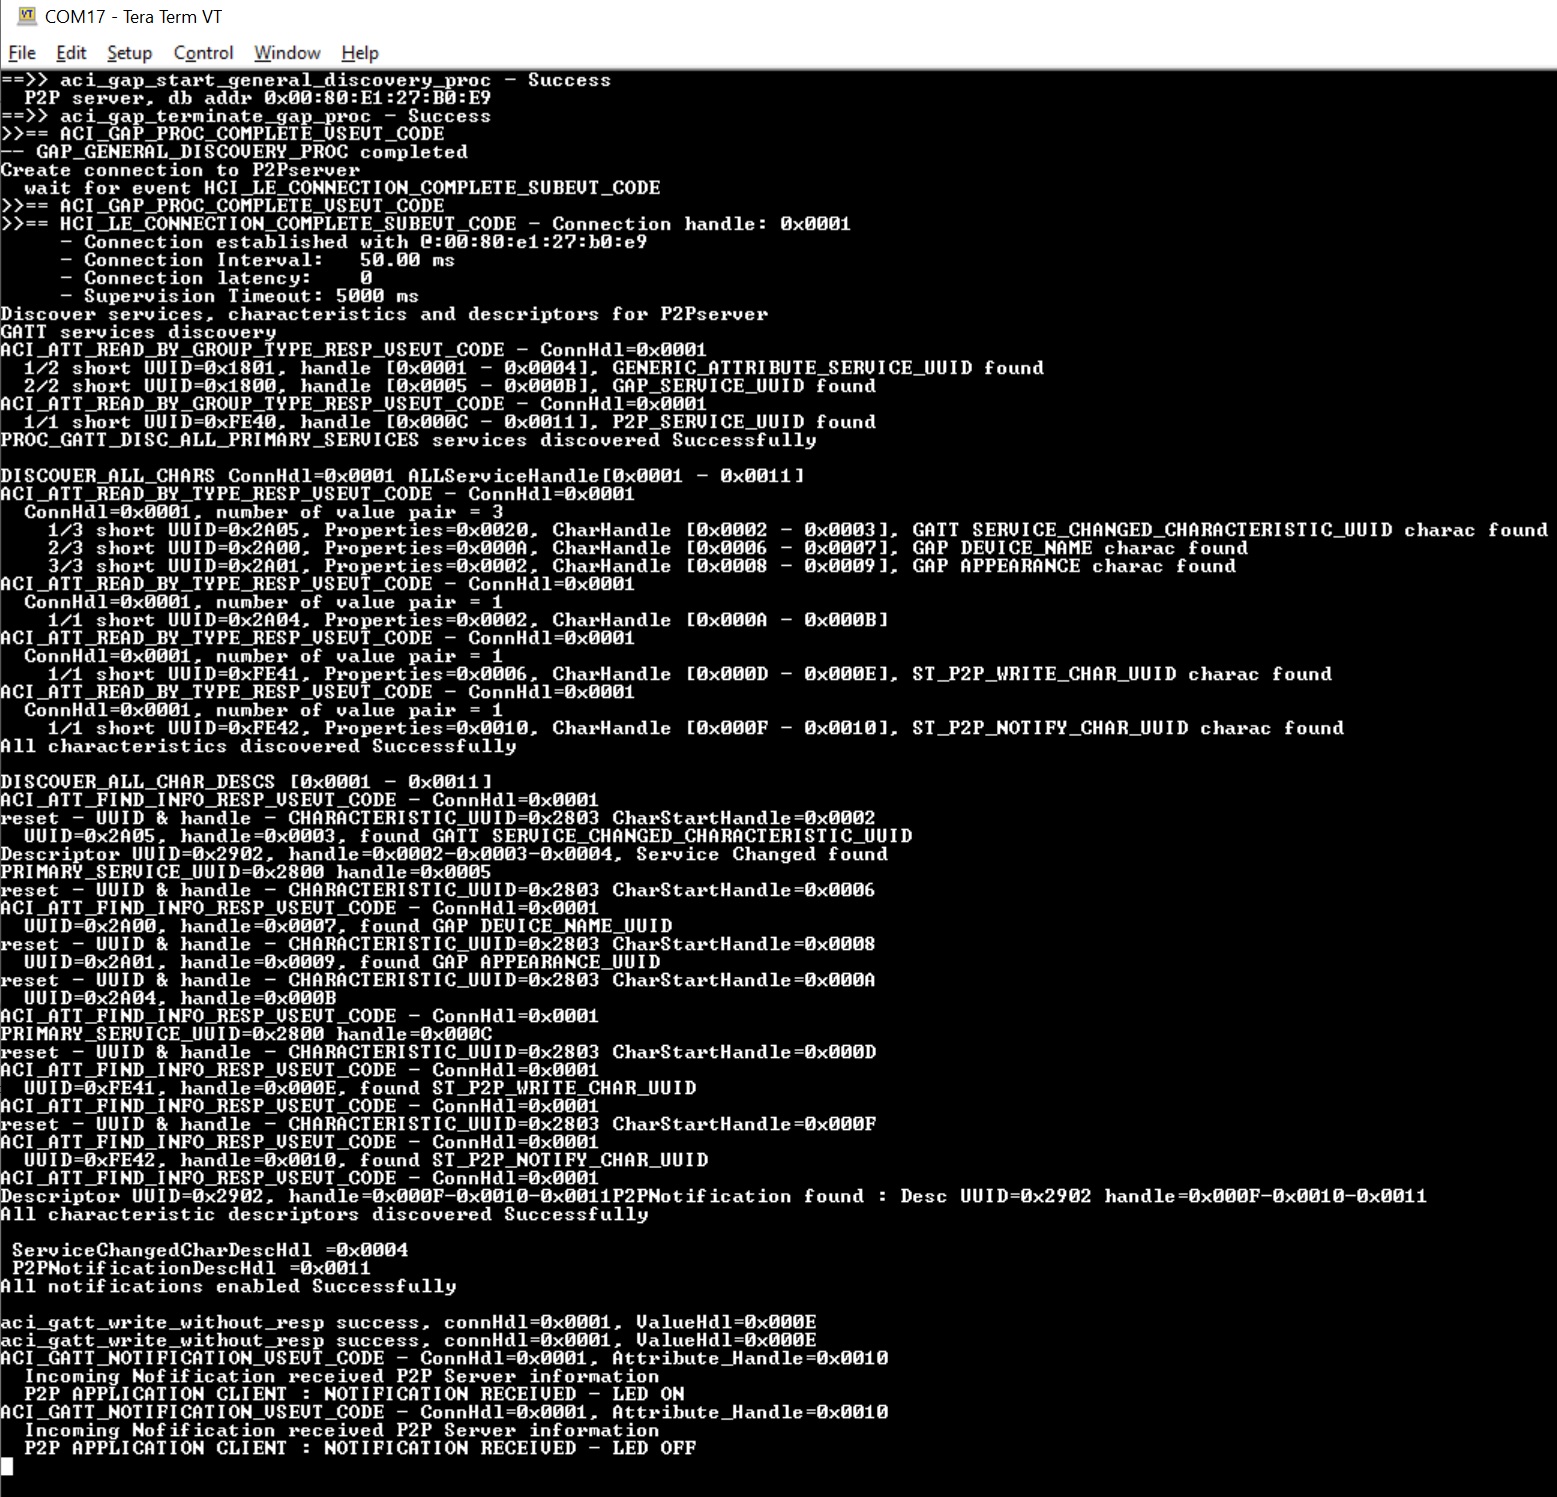 COM17 - Tera Term VT
File Edit Setup Control Window Help
==>> aci_gap_start_general_discovery_proc - Success
  P2P server, db addr 0x00:80:E1:27:B0:E9
==>> aci_gap_terminate_gap_proc - Success
>>== ACI_GAP_PROC_COMPLETE_VSEVT_CODE
-- GAP_GENERAL_DISCOVERY_PROC completed
Create connection to P2Pserver
  wait for event HCI_LE_CONNECTION_COMPLETE_SUBEVT_CODE
>>== ACI_GAP_PROC_COMPLETE_VSEVT_CODE
>>== HCI_LE_CONNECTION_COMPLETE_SUBEVT_CODE - Connection handle: 0x0001
     - Connection established with @:00:80:e1:27:b0:e9
     - Connection Interval:   50.00 ms
     - Connection latency:    0
     - Supervision Timeout: 5000 ms
Discover services, characteristics and descriptors for P2Pserver
GATT services discovery
ACI_ATT_READ_BY_GROUP_TYPE_RESP_VSEVT_CODE - ConnHdl=0x0001
  1/2 short UUID=0x1801, handle [0x0001 - 0x0004], GENERIC_ATTRIBUTE_SERVICE_UUID found
  2/2 short UUID=0x1800, handle [0x0005 - 0x000B], GAP_SERVICE_UUID found
ACI_ATT_READ_BY_GROUP_TYPE_RESP_VSEVT_CODE - ConnHdl=0x0001
  1/1 short UUID=0xFE40, handle [0x000C - 0x0011], P2P_SERVICE_UUID found
PROC_GATT_DISC_ALL_PRIMARY_SERVICES services discovered Successfully

DISCOVER_ALL_CHARS ConnHdl=0x0001 ALLServiceHandle[0x0001 - 0x0011]
ACI_ATT_READ_BY_TYPE_RESP_VSEVT_CODE - ConnHdl=0x0001
  ConnHdl=0x0001, number of value pair = 3
    1/3 short UUID=0x2A05, Properties=0x0020, CharHandle [0x0002 - 0x0003], GATT SERVICE_CHANGED_CHARACTERISTIC_UUID charac found
    2/3 short UUID=0x2A00, Properties=0x000A, CharHandle [0x0006 - 0x0007], GAP DEVICE_NAME charac found
    3/3 short UUID=0x2A01, Properties=0x0002, CharHandle [0x0008 - 0x0009], GAP APPEARANCE charac found
ACI_ATT_READ_BY_TYPE_RESP_VSEVT_CODE - ConnHdl=0x0001
  ConnHdl=0x0001, number of value pair = 1
    1/1 short UUID=0x2A04, Properties=0x0002, CharHandle [0x000A - 0x000B]
ACI_ATT_READ_BY_TYPE_RESP_VSEVT_CODE - ConnHdl=0x0001
  ConnHdl=0x0001, number of value pair = 1
    1/1 short UUID=0xFE41, Properties=0x0006, CharHandle [0x000D - 0x000E], ST_P2P_WRITE_CHAR_UUID charac found
ACI_ATT_READ_BY_TYPE_RESP_VSEVT_CODE - ConnHdl=0x0001
  ConnHdl=0x0001, number of value pair = 1
    1/1 short UUID=0xFE42, Properties=0x0010, CharHandle [0x000F - 0x0010], ST_P2P_NOTIFY_CHAR_UUID charac found
All characteristics discovered Successfully

DISCOVER_ALL_CHAR_DESCS [0x0001 - 0x0011]
ACI_ATT_FIND_INFO_RESP_VSEVT_CODE - ConnHdl=0x0001
reset - UUID & handle - CHARACTERISTIC_UUID=0x2803 CharStartHandle=0x0002
  UUID=0x2A05, handle=0x0003, found GATT SERVICE_CHANGED_CHARACTERISTIC_UUID
Descriptor UUID=0x2902, handle=0x0002-0x0003-0x0004, Service Changed found
PRIMARY_SERVICE_UUID=0x2800 handle=0x0005
reset - UUID & handle - CHARACTERISTIC_UUID=0x2803 CharStartHandle=0x0006
ACI_ATT_FIND_INFO_RESP_VSEVT_CODE - ConnHdl=0x0001
  UUID=0x2A00, handle=0x0007, found GAP DEVICE_NAME_UUID
reset - UUID & handle - CHARACTERISTIC_UUID=0x2803 CharStartHandle=0x0008
  UUID=0x2A01, handle=0x0009, found GAP APPEARANCE_UUID
reset - UUID & handle - CHARACTERISTIC_UUID=0x2803 CharStartHandle=0x000A
  UUID=0x2A04, handle=0x000B
ACI_ATT_FIND_INFO_RESP_VSEVT_CODE - ConnHdl=0x0001
PRIMARY_SERVICE_UUID=0x2800 handle=0x000C
reset - UUID & handle - CHARACTERISTIC_UUID=0x2803 CharStartHandle=0x000D
ACI_ATT_FIND_INFO_RESP_VSEVT_CODE - ConnHdl=0x0001
  UUID=0xFE41, handle=0x000E, found ST_P2P_WRITE_CHAR_UUID
ACI_ATT_FIND_INFO_RESP_VSEVT_CODE - ConnHdl=0x0001
reset - UUID & handle - CHARACTERISTIC_UUID=0x2803 CharStartHandle=0x000F
ACI_ATT_FIND_INFO_RESP_VSEVT_CODE - ConnHdl=0x0001
  UUID=0xFE42, handle=0x0010, found ST_P2P_NOTIFY_CHAR_UUID
ACI_ATT_FIND_INFO_RESP_VSEVT_CODE - ConnHdl=0x0001
Descriptor UUID=0x2902, handle=0x000F-0x0010-0x0011P2PNotification found : Desc UUID=0x2902 handle=0x000F-0x0010-0x0011
All characteristic descriptors discovered Successfully

 ServiceChangedCharDescHdl =0x0004
 P2PNotificationDescHdl =0x0011
All notifications enabled Successfully

aci_gatt_write_without_resp success, connHdl=0x0001, ValueHdl=0x000E
aci_gatt_write_without_resp success, connHdl=0x0001, ValueHdl=0x000E
ACI_GATT_NOTIFICATION_VSEVT_CODE - ConnHdl=0x0001, Attribute_Handle=0x0010
  Incoming Nofification received P2P Server information
  P2P APPLICATION CLIENT : NOTIFICATION RECEIVED - LED ON
ACI_GATT_NOTIFICATION_VSEVT_CODE - ConnHdl=0x0001, Attribute_Handle=0x0010
  Incoming Nofification received P2P Server information
  P2P APPLICATION CLIENT : NOTIFICATION RECEIVED - LED OFF